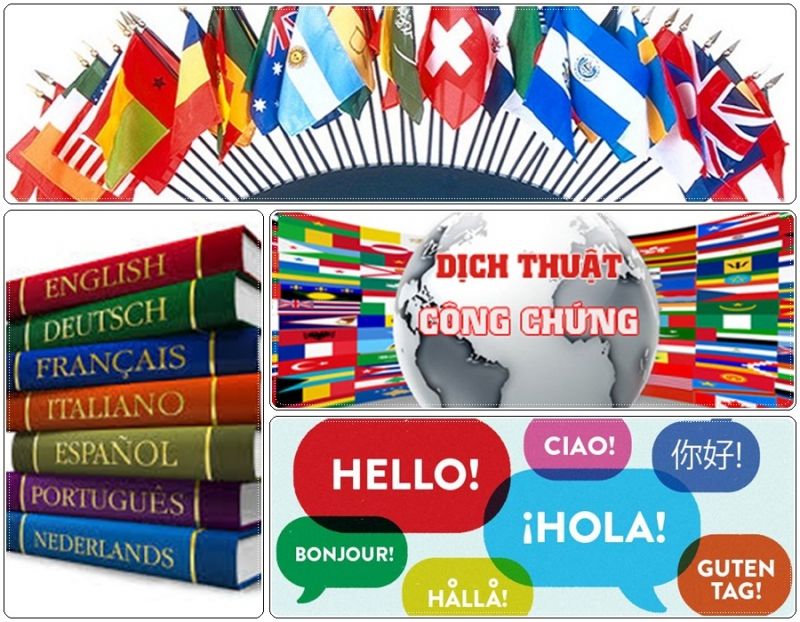 ENGLISH
DEUTSCH
FRANÇAIS
ITALIANO
ESPAÑOL
PORTUGUÊS
NEDERLANDS
DỊCH THUẬT
CÔNG CHỨNG
HELLO!
CIAO!
你好!
¡HOLA!
BONJOUR!
HÅLLÅ!
GUTEN
TAG!